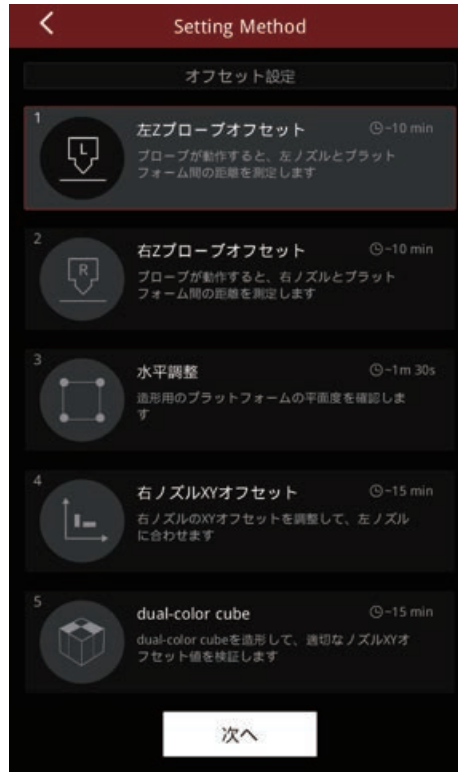 Setting Method
オフセット設定
1
左Zプローブオフセット
~10 min
プローブが動作すると、左ノズルとプラット
フォーム間の距離を測定します
L
2
右Zプローブオフセット
~10 min
プローブが動作すると、右ノズルとプラット
フォーム間の距離を測定します
R
3
水平調整
~1m 30s
造形用のプラットフォームの平面度を確認しま
す
4
右ノズルXYオフセット
~15 min
右ノズルのXYオフセットを調整して、左ノズル
に合わせます
5
dual-color cube
~15 min
dual-color cubeを造形して、適切なノズルXYオ
フセット値を検証します
次へ